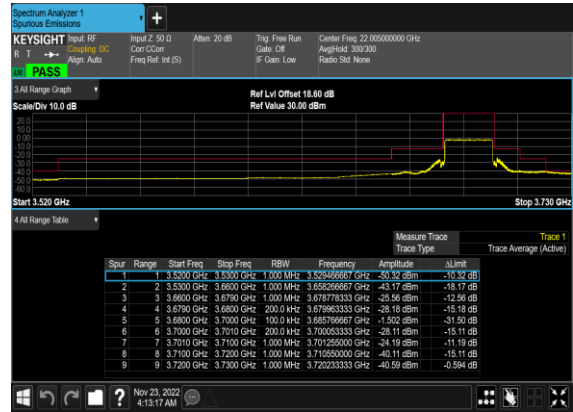 Spectrum Analyzer 1
Spurious Emissions
KEYSIGHT Input: RF Input Z: 50 Ω Atten: 20 dB Trig: Free Run Center Freq: 22.005000000 GHz
R T Coupling: DC Corr CCorr Gate: Off Avg|Hold: 300/300
Align: Auto Freq Ref: Int (S) IF Gain: Low Radio Std: None
PASS
3 All Range Graph
Ref Lvl Offset 18.60 dB
Scale/Div 10.0 dB Ref Value 30.00 dBm
20.0
10.0
0.00
-10.0
-20.0
-30.0
-40.0
-50.0
-60.0
Start 3.520 GHz Stop 3.730 GHz
4 All Range Table
Measure Trace Trace 1
Trace Type Trace Average (Active)
Spur Range Start Freq Stop Freq RBW Frequency Amplitude ΔLimit
1 1 3.5200 GHz 3.5300 GHz 1.000 MHz 3.529466667 GHz -50.32 dBm -10.32 dB
2 2 3.5300 GHz 3.6600 GHz 1.000 MHz 3.658266667 GHz -43.17 dBm -18.17 dB
3 3 3.6600 GHz 3.6790 GHz 1.000 MHz 3.678778333 GHz -25.56 dBm -12.56 dB
4 4 3.6790 GHz 3.6800 GHz 200.0 kHz 3.679963333 GHz -28.18 dBm -15.18 dB
5 5 3.6800 GHz 3.7000 GHz 100.0 kHz 3.685766667 GHz -1.502 dBm -31.50 dB
6 6 3.7000 GHz 3.7010 GHz 200.0 kHz 3.700053333 GHz -28.11 dBm -15.11 dB
7 7 3.7010 GHz 3.7100 GHz 1.000 MHz 3.701255000 GHz -24.19 dBm -11.19 dB
8 8 3.7100 GHz 3.7200 GHz 1.000 MHz 3.710550000 GHz -40.11 dBm -15.11 dB
9 9 3.7200 GHz 3.7300 GHz 1.000 MHz 3.720233333 GHz -40.59 dBm -0.594 dB
Nov 23, 2022
4:13:17 AM